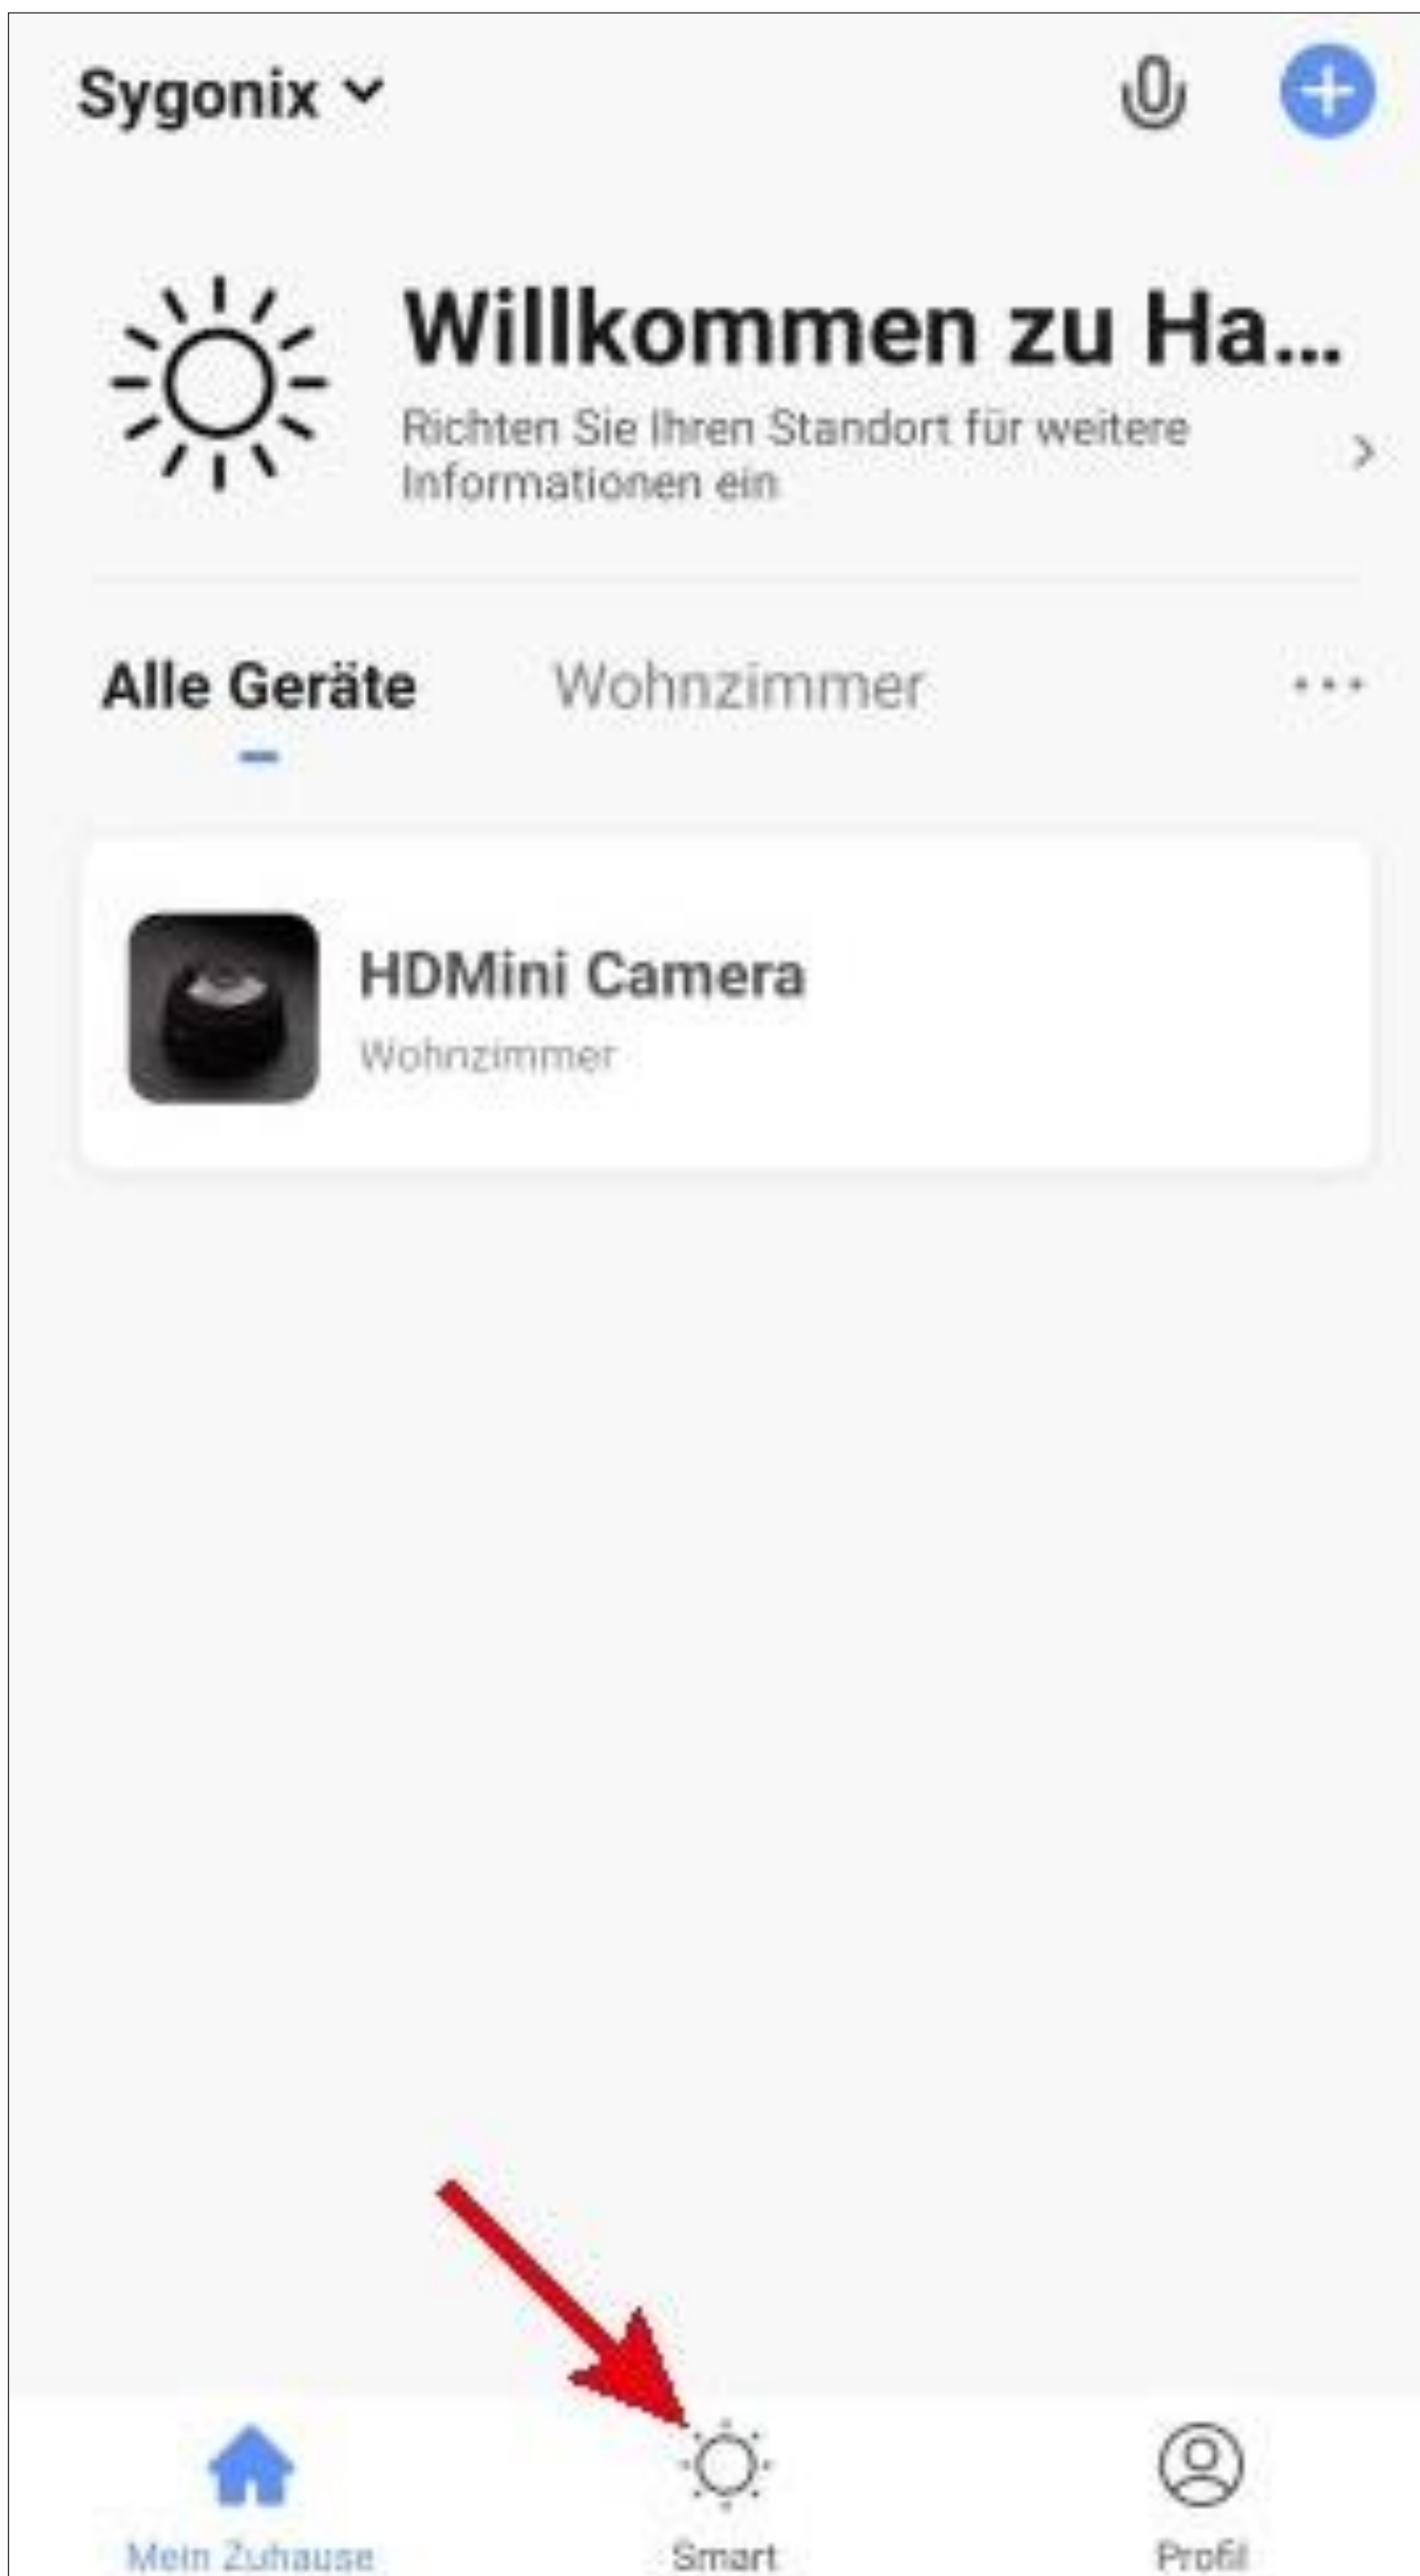 Sygonix
Willkommen zu Ha...
Richten Sie Ihren Standort für weitere
Informationen ein
Alle Geräte Wohnzimmer
HDMini Camera
Wohnzimmer
Mein Zuhause Smart Profil